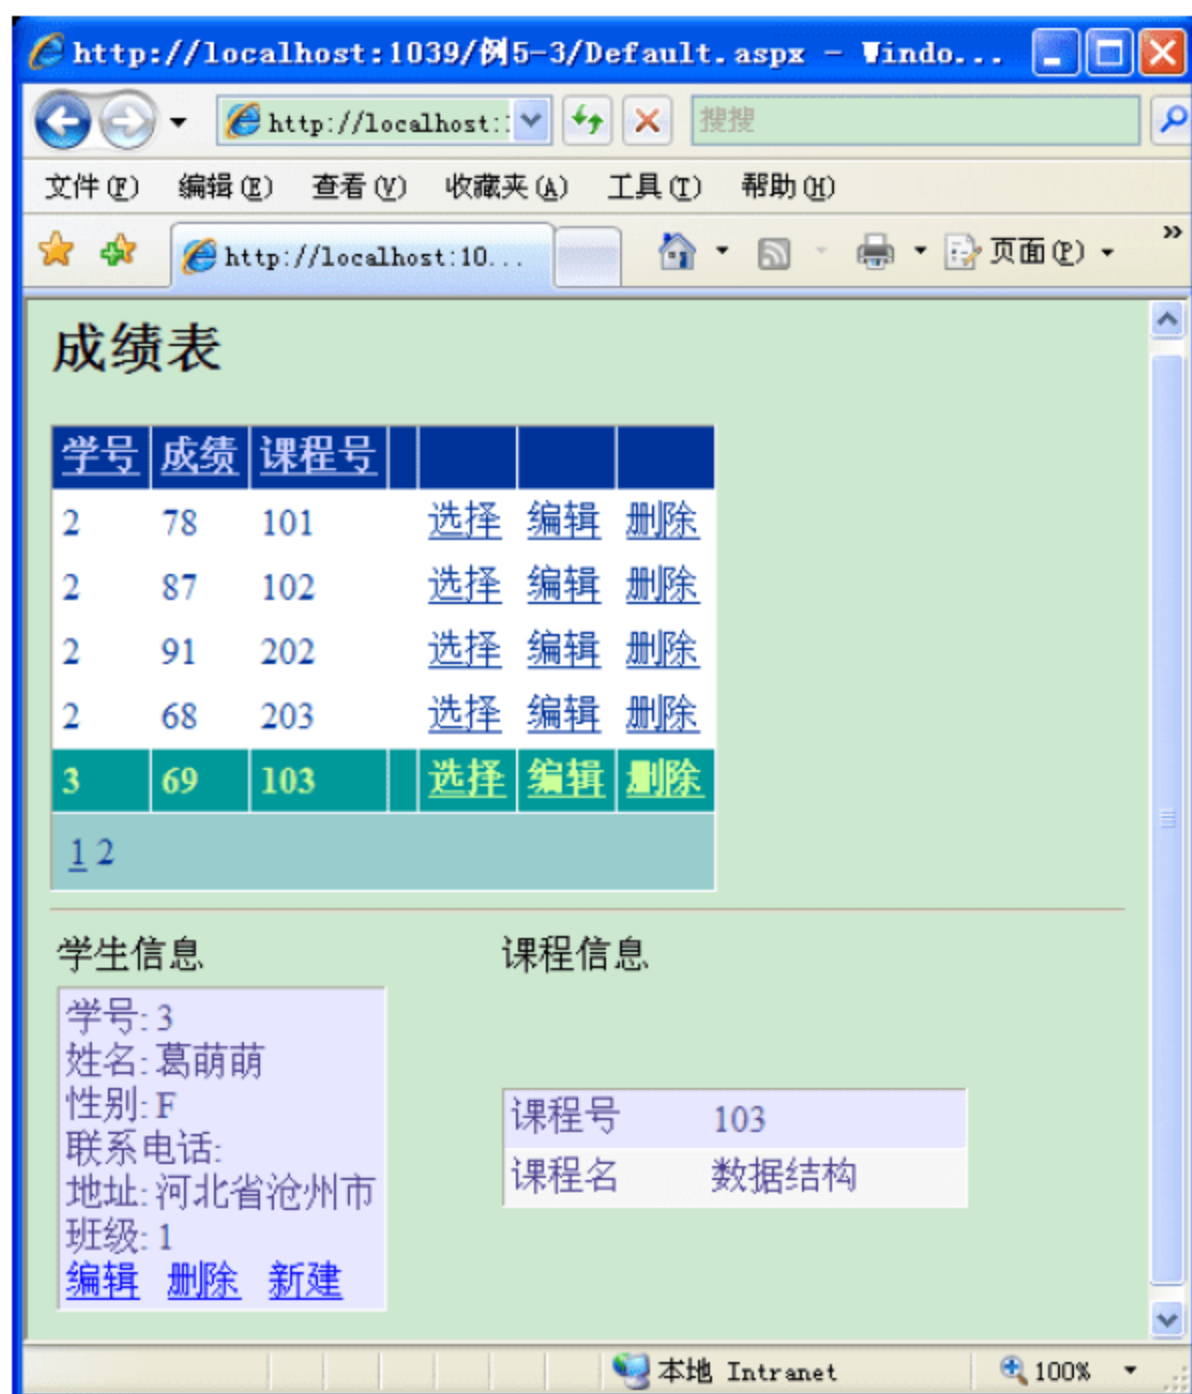 http://localhost:1039/例5-3/Default.aspx - Windo...
http://localhost: 搜搜
文件(F) 编辑(E) 查看(V) 收藏夹(A) 工具(T) 帮助(H)
http://localhost:10... 页面(P) »
成绩表
学号 成绩 课程号
2 78 101 选择 编辑 删除
2 87 102 选择 编辑 删除
2 91 202 选择 编辑 删除
2 68 203 选择 编辑 删除
3 69 103 选择 编辑 删除
1 2
学生信息 课程信息
学号: 3
姓名: 葛萌萌
性别: F
联系电话:
地址: 河北省沧州市
班级: 1
编辑 删除 新建
课程号 103
课程名 数据结构
本地 Intranet 100%